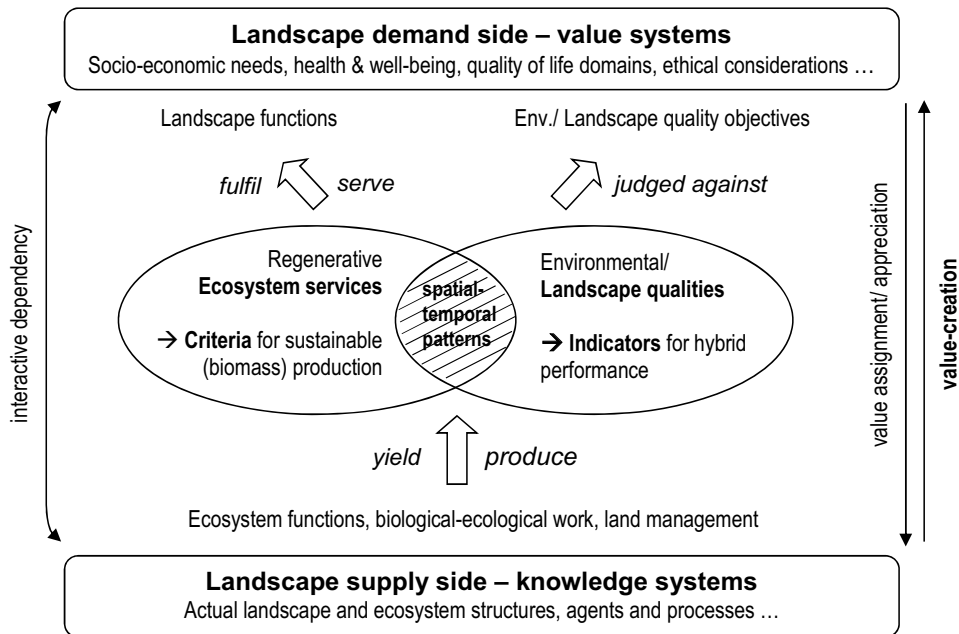 Landscape demand side – value systems
Socio-economic needs, health & well-being, quality of life domains, ethical considerations …
Landscape functions
Env./ Landscape quality objectives
fulfil
serve
judged against
interactive dependency
Regenerative
Ecosystem services
→ Criteria for sustainable
(biomass) production
spatial-
temporal
patterns
Environmental/
Landscape qualities
→ Indicators for hybrid
performance
value assignment/ appreciation
value-creation
yield
produce
Ecosystem functions, biological-ecological work, land management
Landscape supply side – knowledge systems
Actual landscape and ecosystem structures, agents and processes …